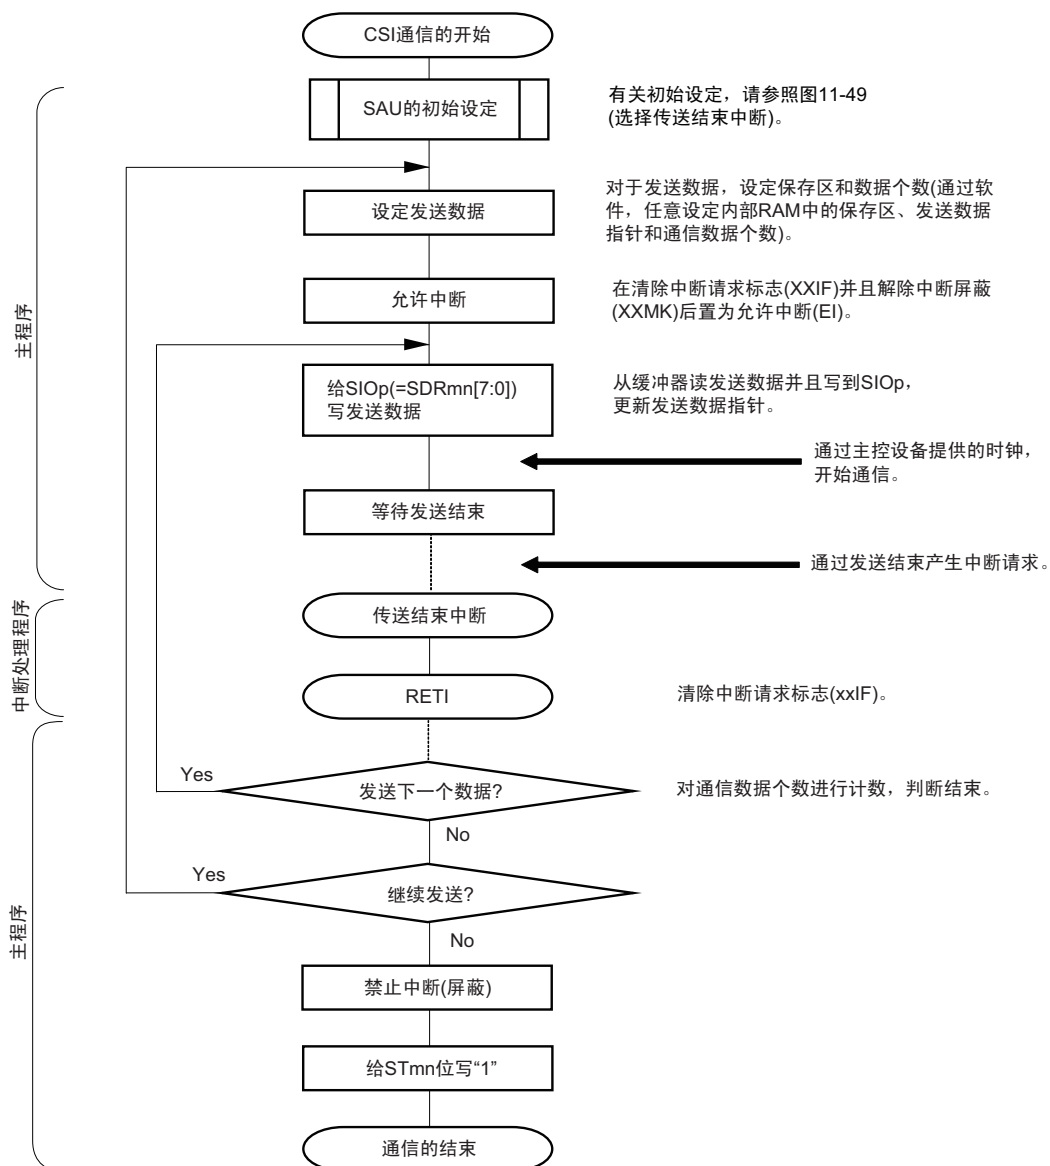 CSI通信的开始
SAU的初始设定
有关初始设定，请参照图11-49
(选择传送结束中断)。
设定发送数据
对于发送数据，设定保存区和数据个数(通过软
件，任意设定内部RAM中的保存区、发送数据
指针和通信数据个数)。
主程序
允许中断
在清除中断请求标志(XXIF)并且解除中断屏蔽
(XXMK)后置为允许中断(EI)。
给SIOp(=SDRmn[7:0])
写发送数据
从缓冲器读发送数据并且写到SIOp，
更新发送数据指针。
通过主控设备提供的时钟，
开始通信。
等待发送结束
通过发送结束产生中断请求。
中断处理程序
传送结束中断
RETI
清除中断请求标志(xxIF)。
Yes
发送下一个数据?
对通信数据个数进行计数，判断结束。
No
Yes
继续发送?
主程序
No
禁止中断(屏蔽)
给STmn位写“1”
通信的结束